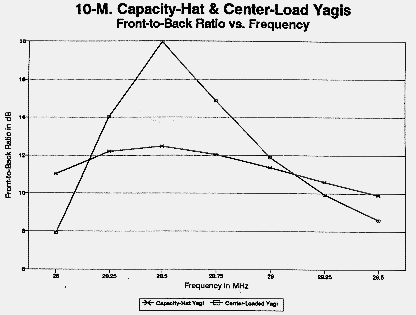 10-M. Capacity-Hat & Center-Load Yagis
Front-to-Back Ratio vs. Frequency
Front-to-Back Ratio in dB
18
16
14
12
10
8
6
28
28.25
28.5
28.75
29
29.25
29.5
Frequency in MHz
Capacity-Hat Yagi
Center-Loaded Yagi